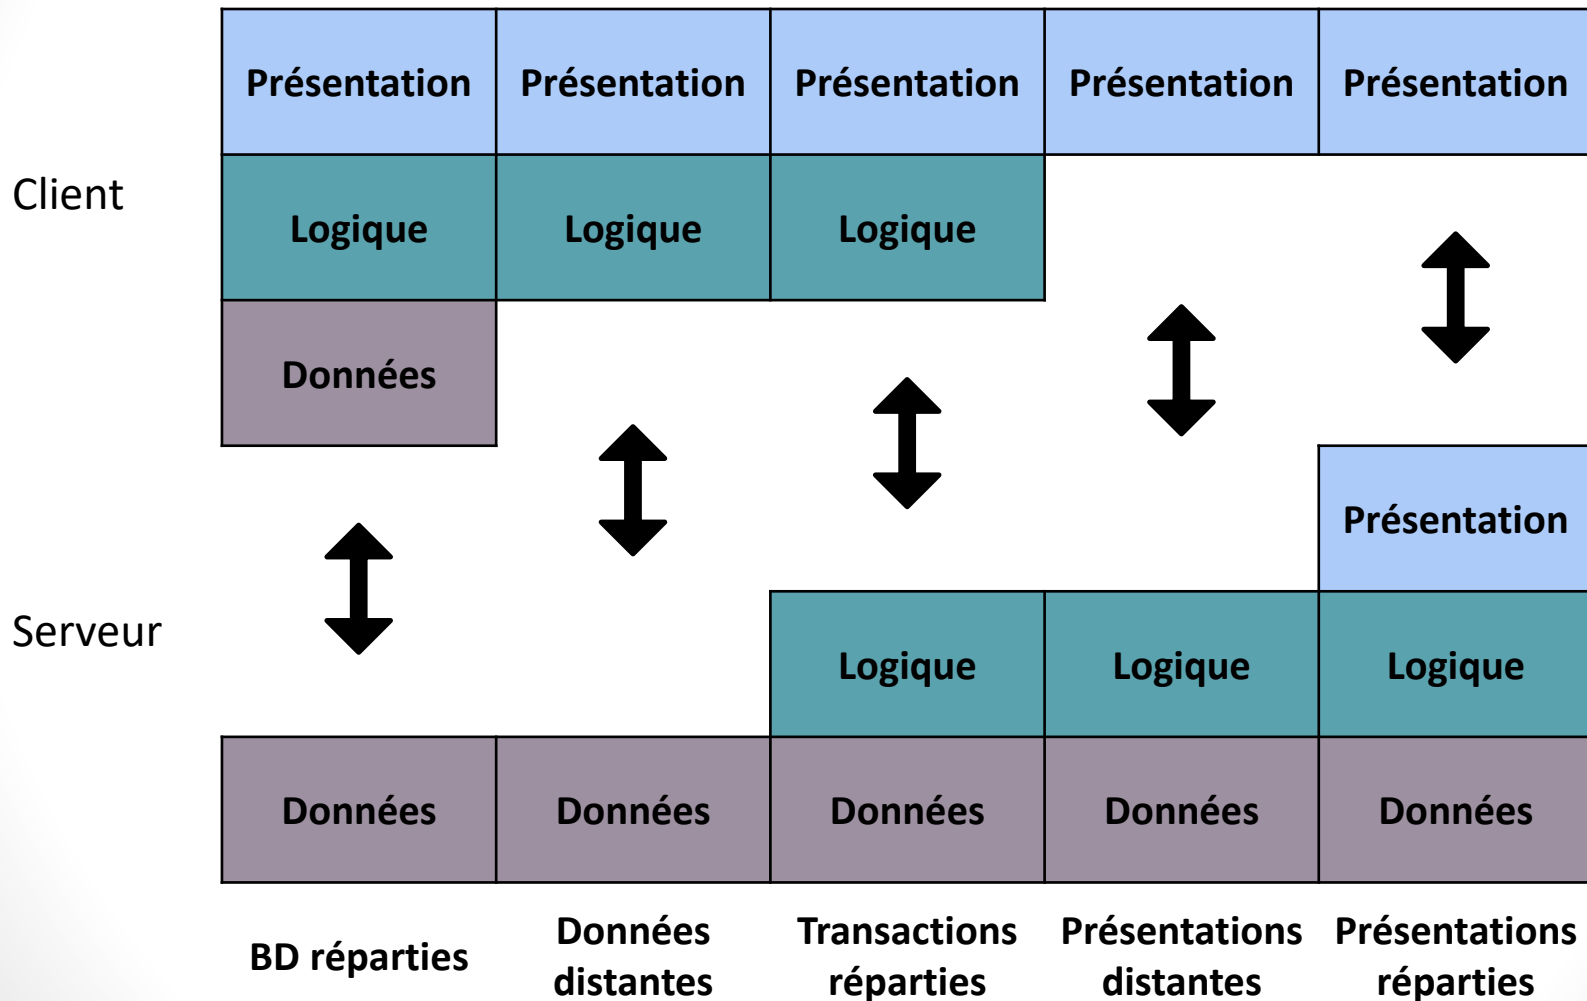 Présentation Présentation Présentation Présentation Présentation
Client
Logique Logique Logique
Données
Présentation
Serveur
Logique Logique Logique
Données Données Données Données Données
BD réparties
Données
distantes
Transactions
réparties
Présentations
distantes
Présentations
réparties